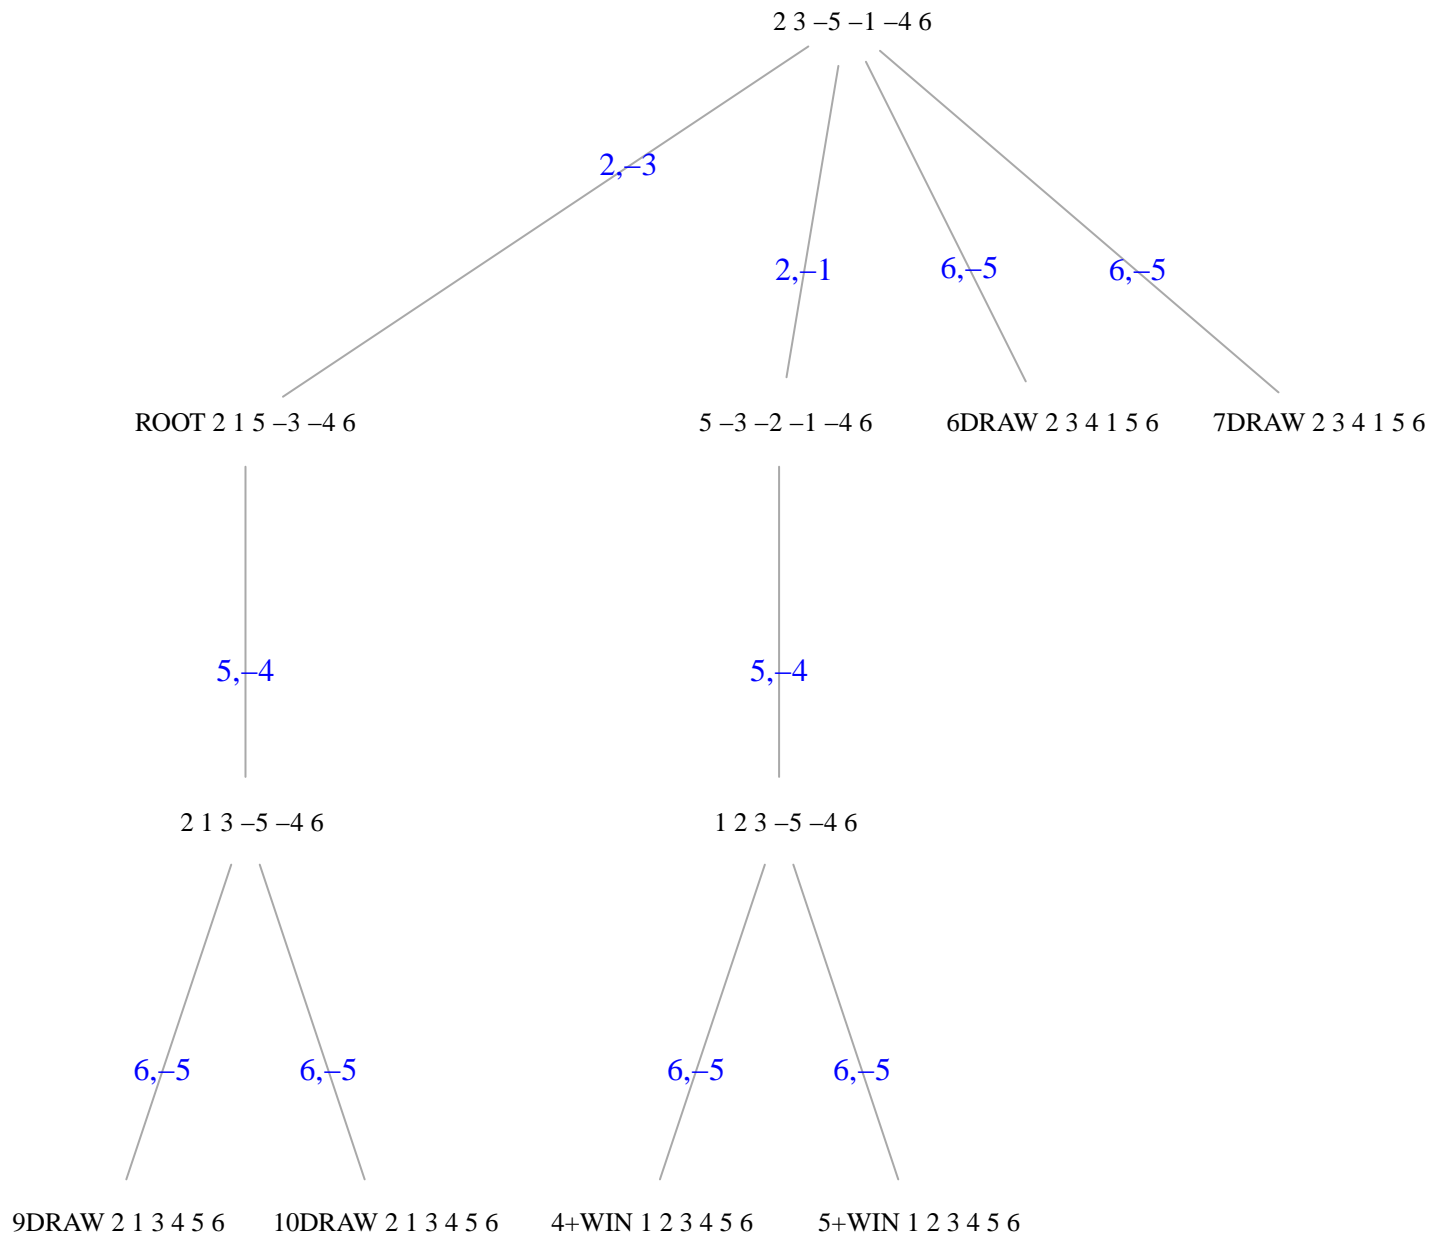 2 3 –5 –1 –4 6
2,–3
2,–1
6,–5
6,–5
ROOT 2 1 5 –3 –4 6
5 –3 –2 –1 –4 6
6DRAW 2 3 4 1 5 6
7DRAW 2 3 4 1 5 6
5,–4
5,–4
2 1 3 –5 –4 6
1 2 3 –5 –4 6
6,–5
6,–5
6,–5
6,–5
9DRAW 2 1 3 4 5 6
10DRAW 2 1 3 4 5 6
4+WIN 1 2 3 4 5 6
5+WIN 1 2 3 4 5 6